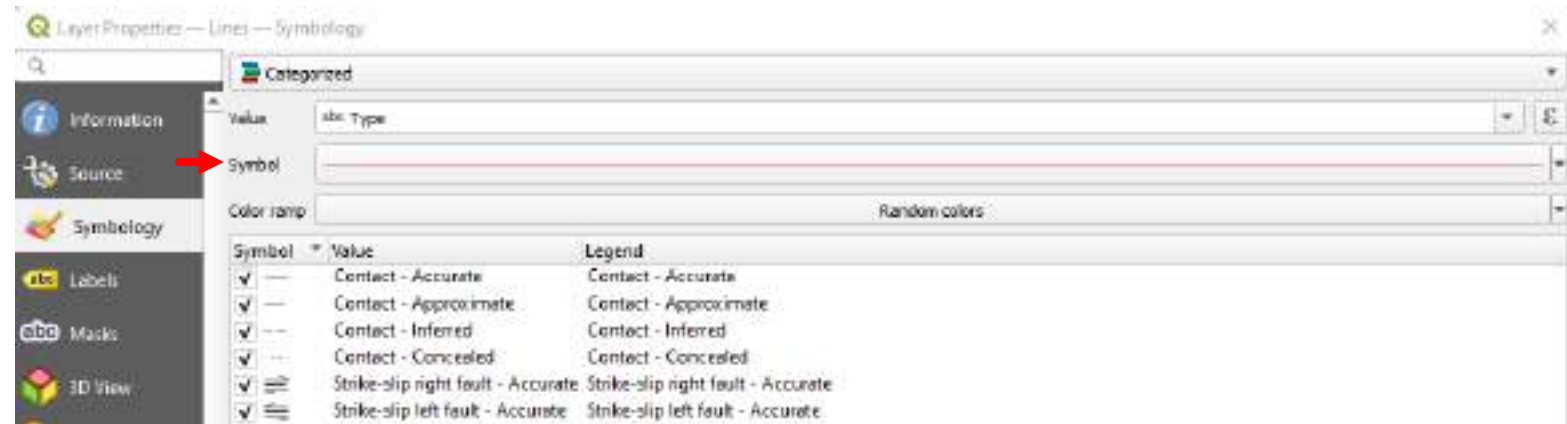 Layer Properties — Lines — Symbology
Categorized
Information
Value
abc Type
ε
Source
Symbol
Symbology
Color ramp
Random colors
Symbol Value Legend
Contact - Accurate Contact - Accurate
Contact - Approximate Contact - Approximate
abc Labels
Contact - Inferred Contact - Inferred
abc Masks
Contact - Concealed Contact - Concealed
3D View
Strike-slip right fault - Accurate Strike-slip right fault - Accurate
Strike-slip left fault - Accurate Strike-slip left fault - Accurate